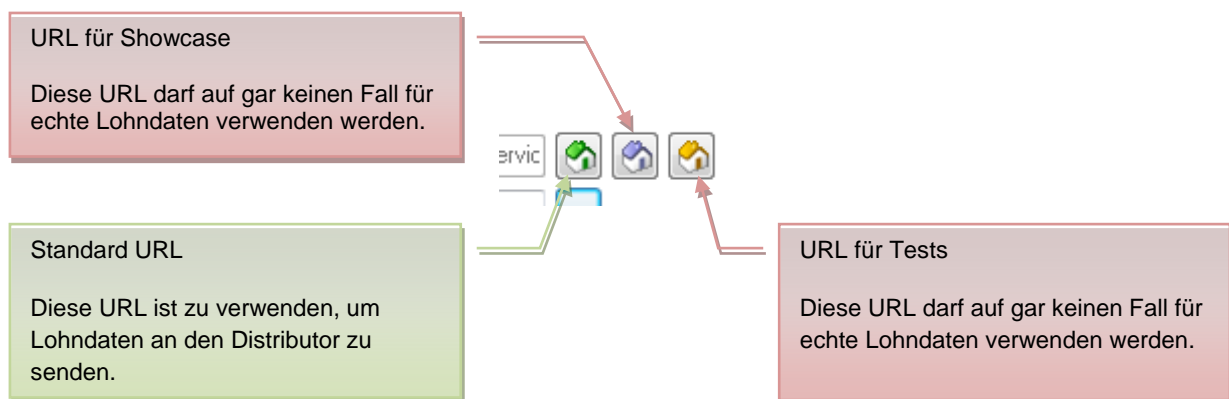 URL für Showcase
Diese URL darf auf gar keinen Fall für
echte Lohndaten verwenden werden.
ervic
Standard URL
Diese URL ist zu verwenden, um
Lohndaten an den Distributor zu
senden.
URL für Tests
Diese URL darf auf gar keinen Fall für
echte Lohndaten verwenden werden.